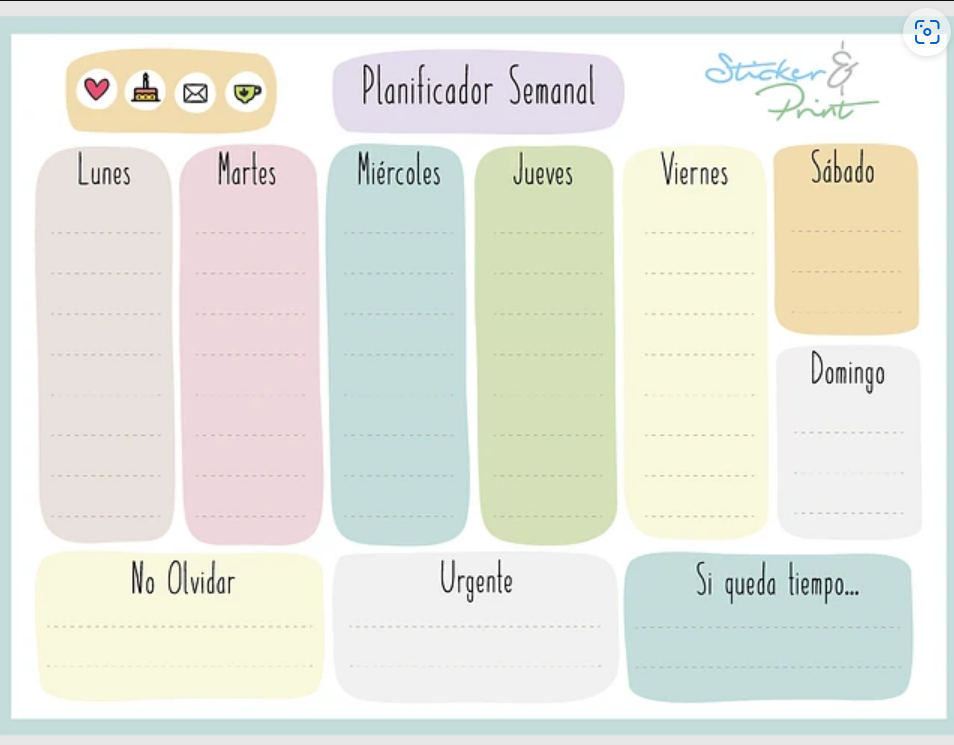 Planificador Semanal
Sticker &
Print
Lunes
Martes
Miércoles
Jueves
Viernes
Sábado
Domingo
No Olvidar
Urgente
Si queda tiempo...